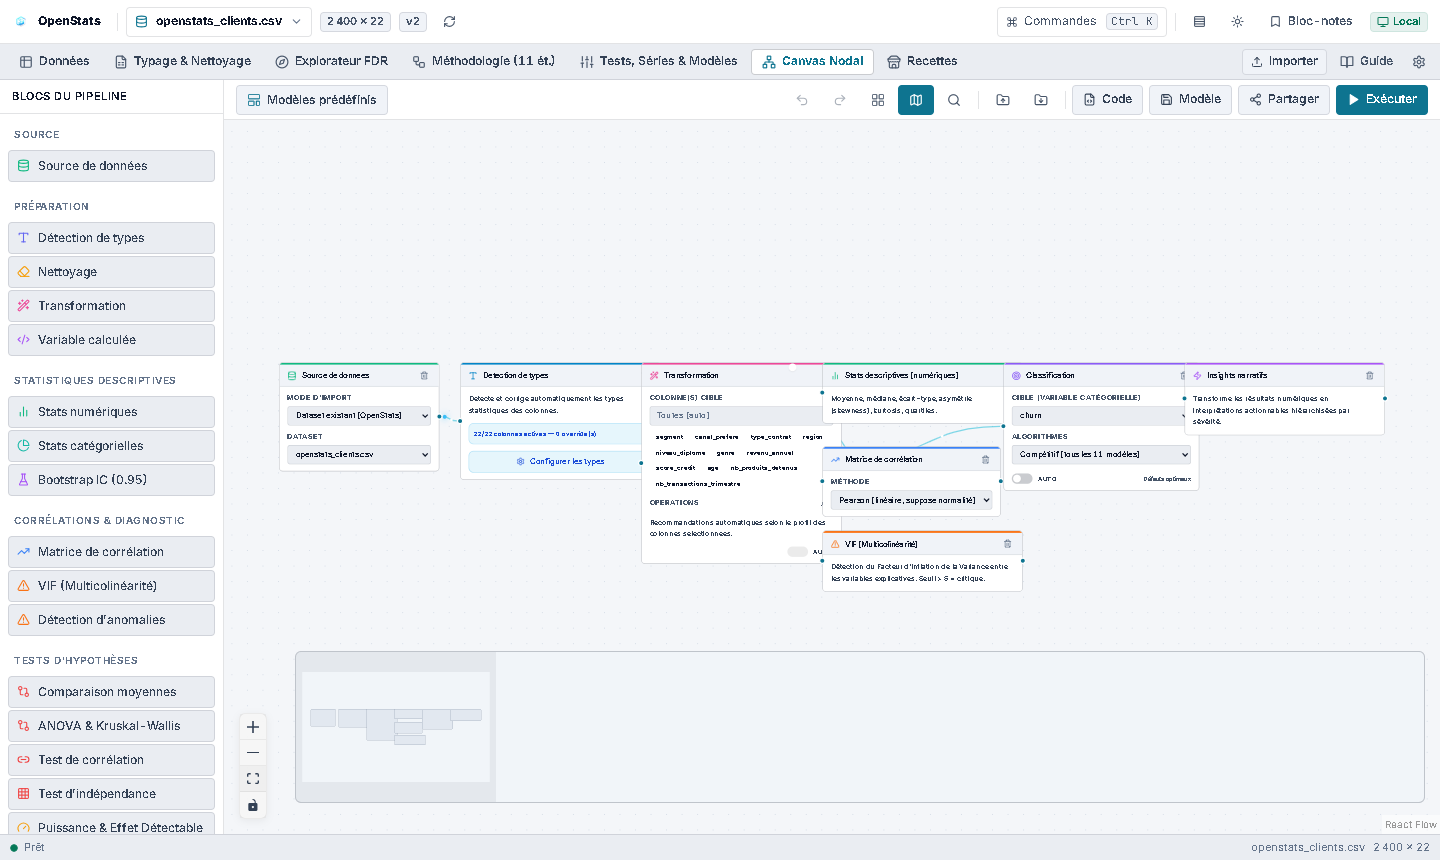 OpenStats
openstats_clients.csv
2 400 × 22
v2
Commandes
Ctrl K
Bloc-notes
Local
Données
Typage & Nettoyage
Explorateur FDR
Méthodologie (11 ét.)
Tests, Séries & Modèles
Canvas Nodal
Recettes
Importer
Guide
BLOCS DU PIPELINE
Modèles prédéfinis
Code
Modèle
Partager
Exécuter
SOURCE
Source de données
PRÉPARATION
Détection de types
Nettoyage
Transformation
Variable calculée
STATISTIQUES DESCRIPTIVES
Stats numériques
Stats catégorielles
Bootstrap IC (0.95)
CORRÉLATIONS & DIAGNOSTIC
Matrice de corrélation
VIF (Multicolinéarité)
Détection d'anomalies
TESTS D'HYPOTHÈSES
Comparaison moyennes
ANOVA & Kruskal-Wallis
Test de corrélation
Test d'indépendance
Puissance & Effet Détectable
Source de données
MODE D'IMPORT
Dataset existant [OpenStats]
DATASET
openstats_clients.csv
Détection de types
Détecte et corrige automatiquement les types
statistiques des colonnes.
22/22 colonnes actives — 0 override(s)
Configurer les types
Transformation
COLONNE(S) CIBLE
Toutes [auto]
segment canal_prefere type_contrat region
niveau_diplome genre revenu_annuel
score_credit age nb_produits_detenus
nb_transactions_trimestre
OPERATIONS
Recommandations automatiques selon le profil des
colonnes sélectionnées.
AU
Stats descriptives [numériques]
Moyenne, médiane, écart-type, asymétrie
[skewness], kurtosis, quartiles.
Matrice de corrélation
MÉTHODE
Pearson [linéaire, suppose normalité]
VIF [Multicolinéarité]
Détection du Facteur d'Inflation de la Variance entre
les variables explicatives. Seuil > 5 = critique.
Classification
CIBLE [VARIABLE CATÉGORIELLE]
churn
ALGORITHMES
Compétitif [tous les 11 modèles]
AUTO
Défauts optimaux
Insights narratifs
Transforme les résultats numériques en
interprétations actionnables hiérarchisées par
sévérité.
React Flow
Prêt
openstats_clients.csv
2 400 × 22